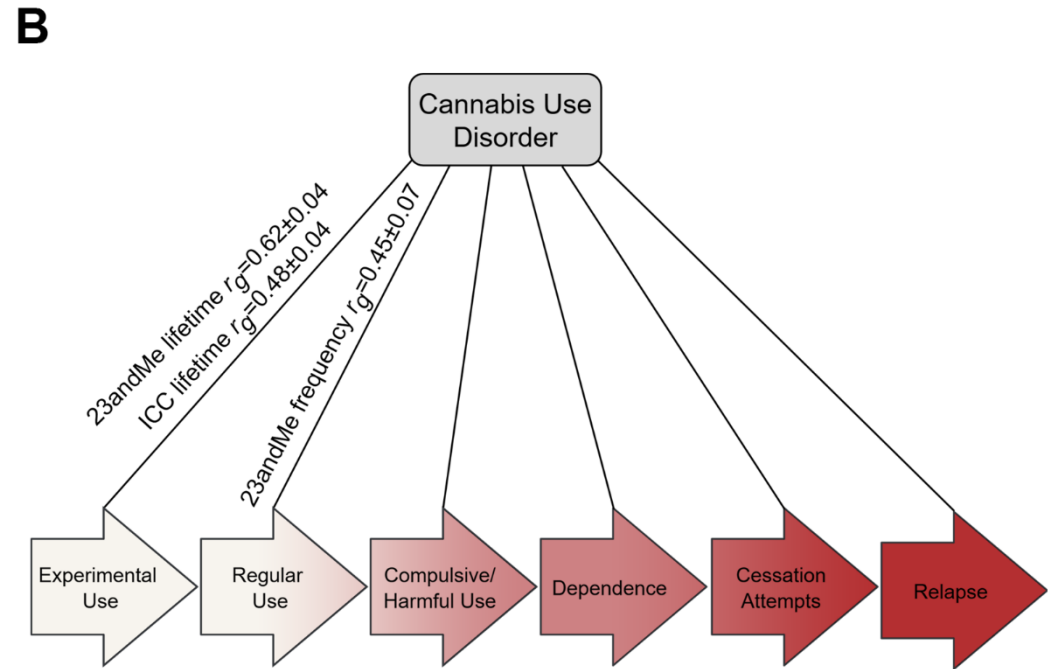 B
Cannabis Use
Disorder
23andMe lifetime rg=0.62±0.04
ICC lifetime rg=0.48±0.04
23andMe frequency rg=0.45±0.07
Experimental
Use
Regular
Use
Compulsive/
Harmful Use
Dependence
Cessation
Attempts
Relapse